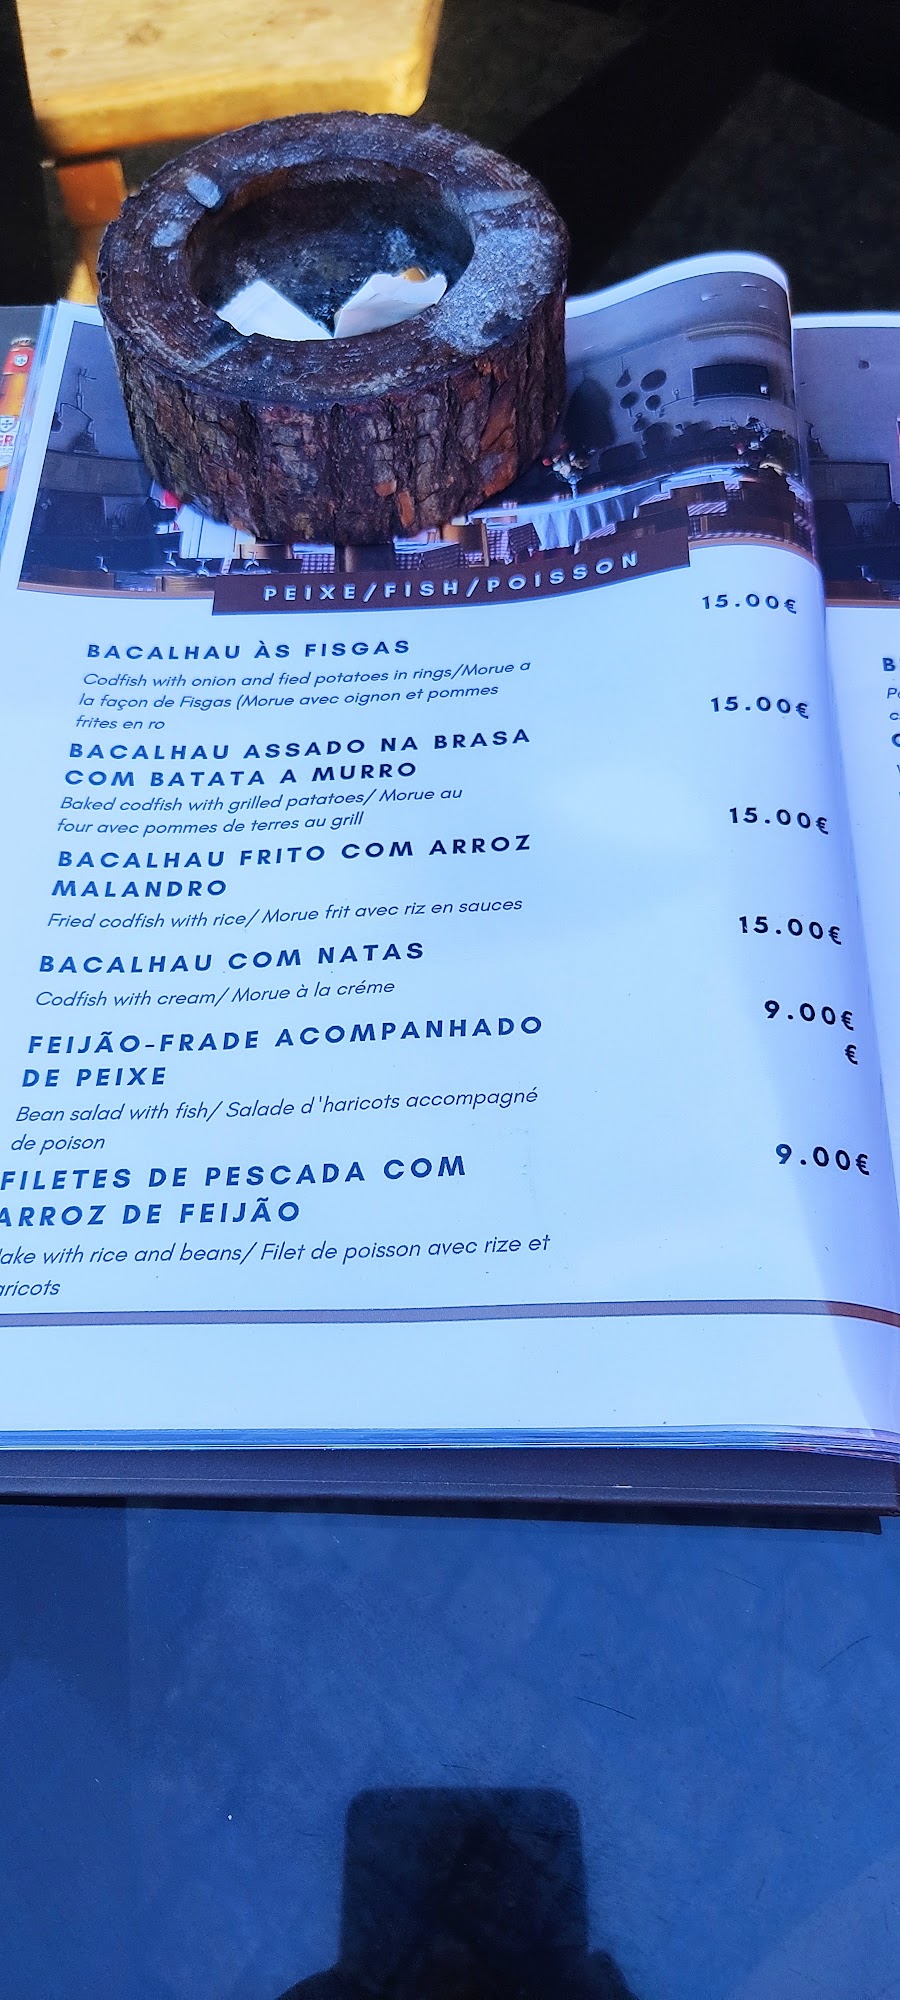 PEIXE/FISH/POISSON
15.00€
BACALHAU ÀS FISGAS
Codfish with onion and fied potatoes in rings/Morue a
la façon de Fisgas (Morue avec oignon et pommes
frites en ro
15.00€
BACALHAU ASSADO NA BRASA
COM BATATA A MURRO
Baked codfish with grilled patatoes/ Morue au
four avec pommes de terres au grill
15.00€
BACALHAU FRITO COM ARROZ
MALANDRO
Fried codfish with rice/ Morue frit avec riz en sauces
15.00€
BACALHAU COM NATAS
Codfish with cream/ Morue à la créme
9.00€
€
FEIJÃO-FRADE ACOMPANHADO
DE PEIXE
Bean salad with fish/ Salade d'haricots accompagné
de poison
9.00€
FILETES DE PESCADA COM
ARROZ DE FEIJÃO
ake with rice and beans/ Filet de poisson avec rize et
aricots